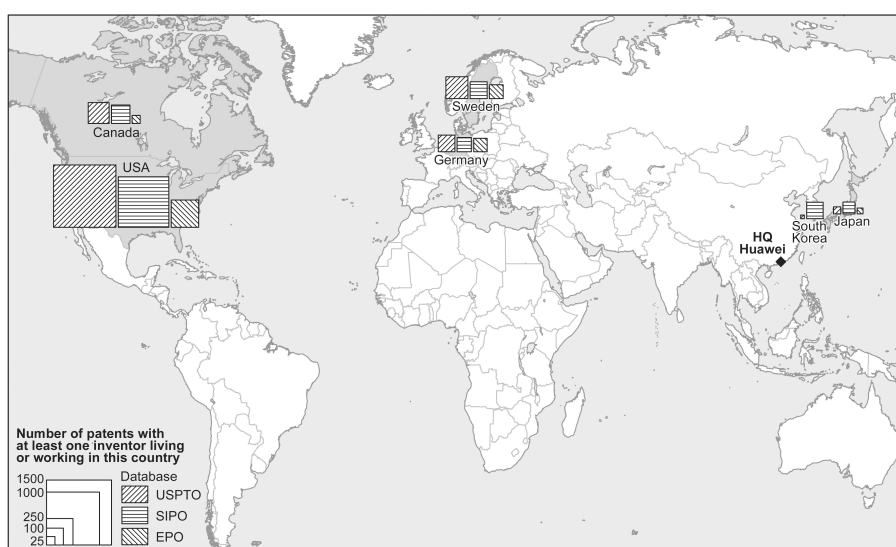 Canada
USA
Sweden
Germany
South
Korea
Japan
HQ
Huawei
Number of patents with
at least one inventor living
or working in this country
1500
1000
250
100
25
Database
USPTO
SIPO
EPO